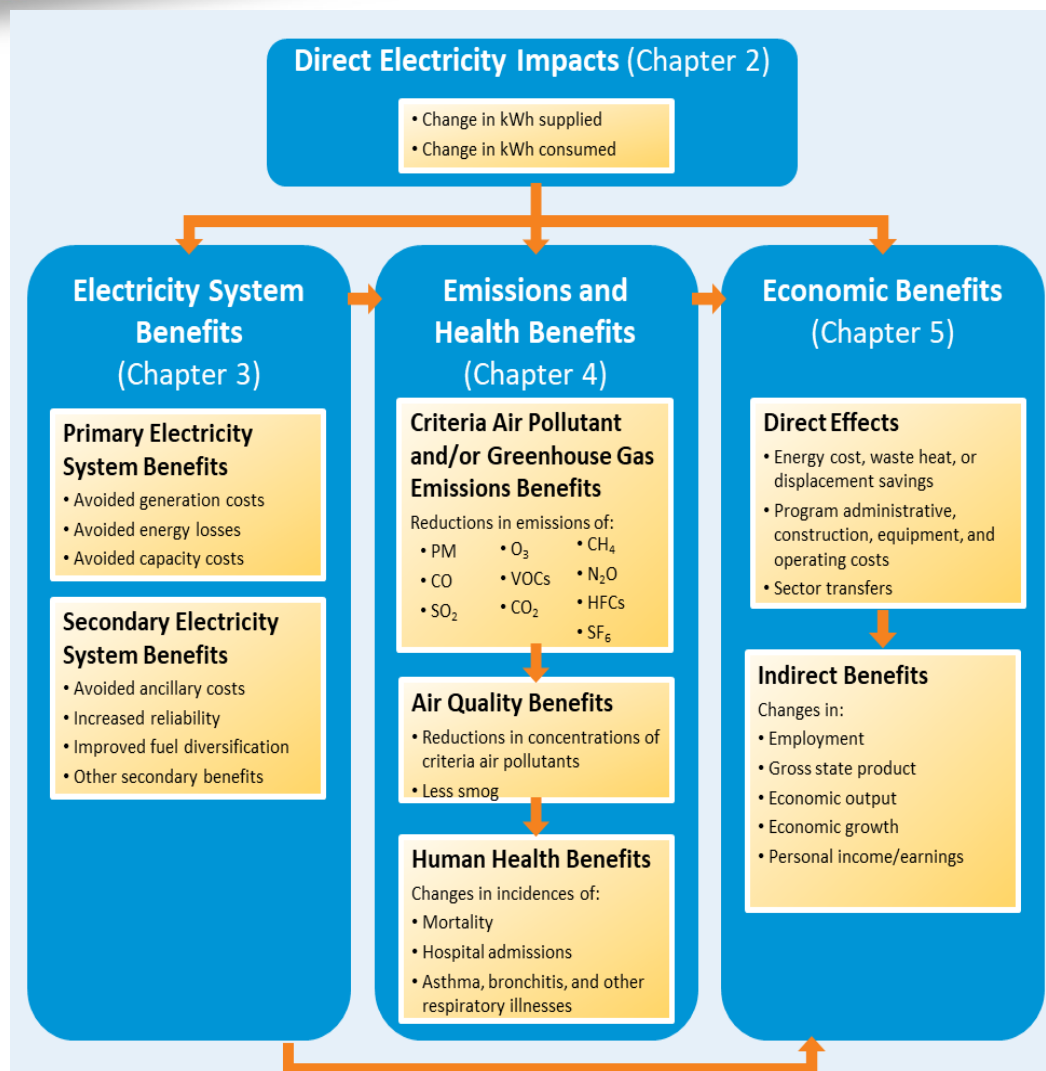 Direct Electricity Impacts (Chapter 2)
• Change in kWh supplied
• Change in kWh consumed
Electricity System
Benefits
(Chapter 3)
Primary Electricity
System Benefits
• Avoided generation costs
• Avoided energy losses
• Avoided capacity costs
Secondary Electricity
System Benefits
• Avoided ancillary costs
• Increased reliability
• Improved fuel diversification
• Other secondary benefits
Emissions and
Health Benefits
(Chapter 4)
Criteria Air Pollutant
and/or Greenhouse Gas
Emissions Benefits
Reductions in emissions of:
• PM
• CO
• SO₂
• O₃
• VOCs
• CO₂
• CH₄
• N₂O
• HFCs
• SF₆
Air Quality Benefits
• Reductions in concentrations of
criteria air pollutants
• Less smog
Human Health Benefits
Changes in incidences of:
• Mortality
• Hospital admissions
• Asthma, bronchitis, and other
respiratory illnesses
Economic Benefits
(Chapter 5)
Direct Effects
• Energy cost, waste heat, or
displacement savings
• Program administrative,
construction, equipment, and
operating costs
• Sector transfers
Indirect Benefits
Changes in:
• Employment
• Gross state product
• Economic output
• Economic growth
• Personal income/earnings